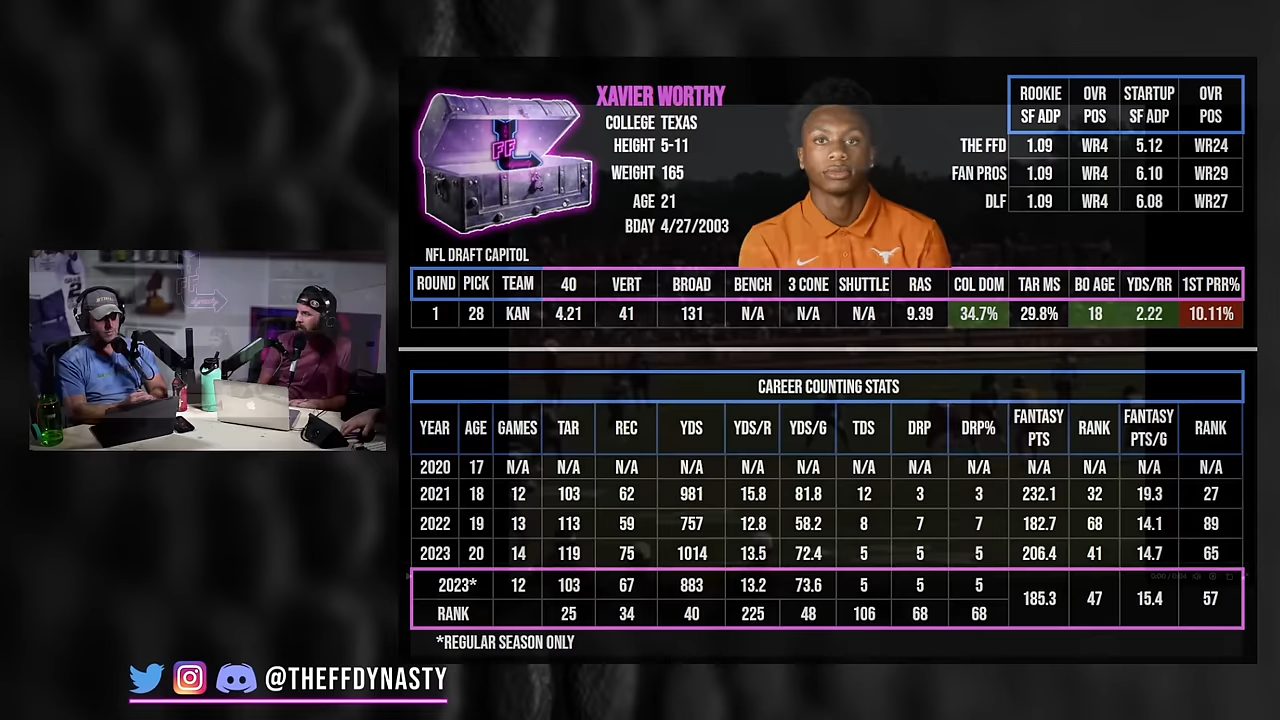 XAVIER WORTHY
COLLEGE TEXAS
HEIGHT 5-11
WEIGHT 165
AGE 21
BDAY 4/27/2003
FF
ROOKIE SF ADP OVR POS STARTUP SF ADP OVR POS
THE FFD 1.09 WR4 5.12 WR24
FAN PROS 1.09 WR4 6.10 WR29
DLF 1.09 WR4 6.08 WR27
NFL DRAFT CAPITOL
ROUND PICK TEAM 40 VERT BROAD BENCH 3 CONE SHUTTLE RAS COL DOM TAR MS BO AGE YDS/RR 1ST PRR%
1 28 KAN 4.21 41 131 N/A N/A N/A 9.39 34.7% 29.8% 18 2.22 10.11%
CAREER COUNTING STATS
YEAR AGE GAMES TAR REC YDS YDS/R YDS/G TDS DRP DRP% FANTASY PTS RANK FANTASY PTS/G RANK
2020 17 N/A N/A N/A N/A N/A N/A N/A N/A N/A N/A N/A N/A N/A
2021 18 12 103 62 981 15.8 81.8 12 3 3 232.1 32 19.3 27
2022 19 13 113 59 757 12.8 58.2 8 7 7 182.7 68 14.1 89
2023 20 14 119 75 1014 13.5 72.4 5 5 5 206.4 41 14.7 65
2023* 12 103 67 883 13.2 73.6 5 5 5 185.3 47 15.4 57
RANK 25 34 40 225 48 106 68 68
*REGULAR SEASON ONLY
@THEFFDYNASTY